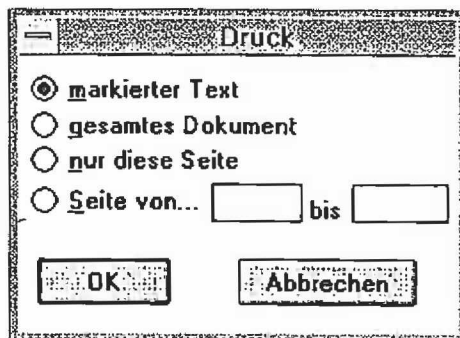 Druck
markierter Text
gesamtes Dokument
nur diese Seite
Seite von... bis
OK Abbrechen